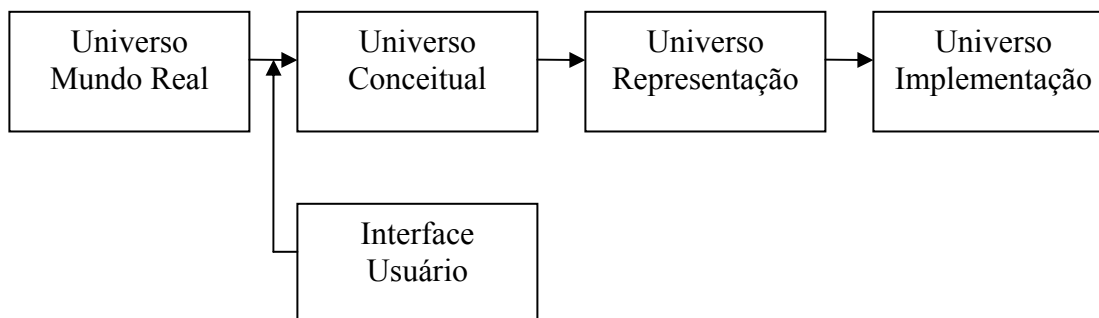 Universo
Mundo Real
Universo
Conceitual
Universo
Representação
Universo
Implementação
Interface
Usuário